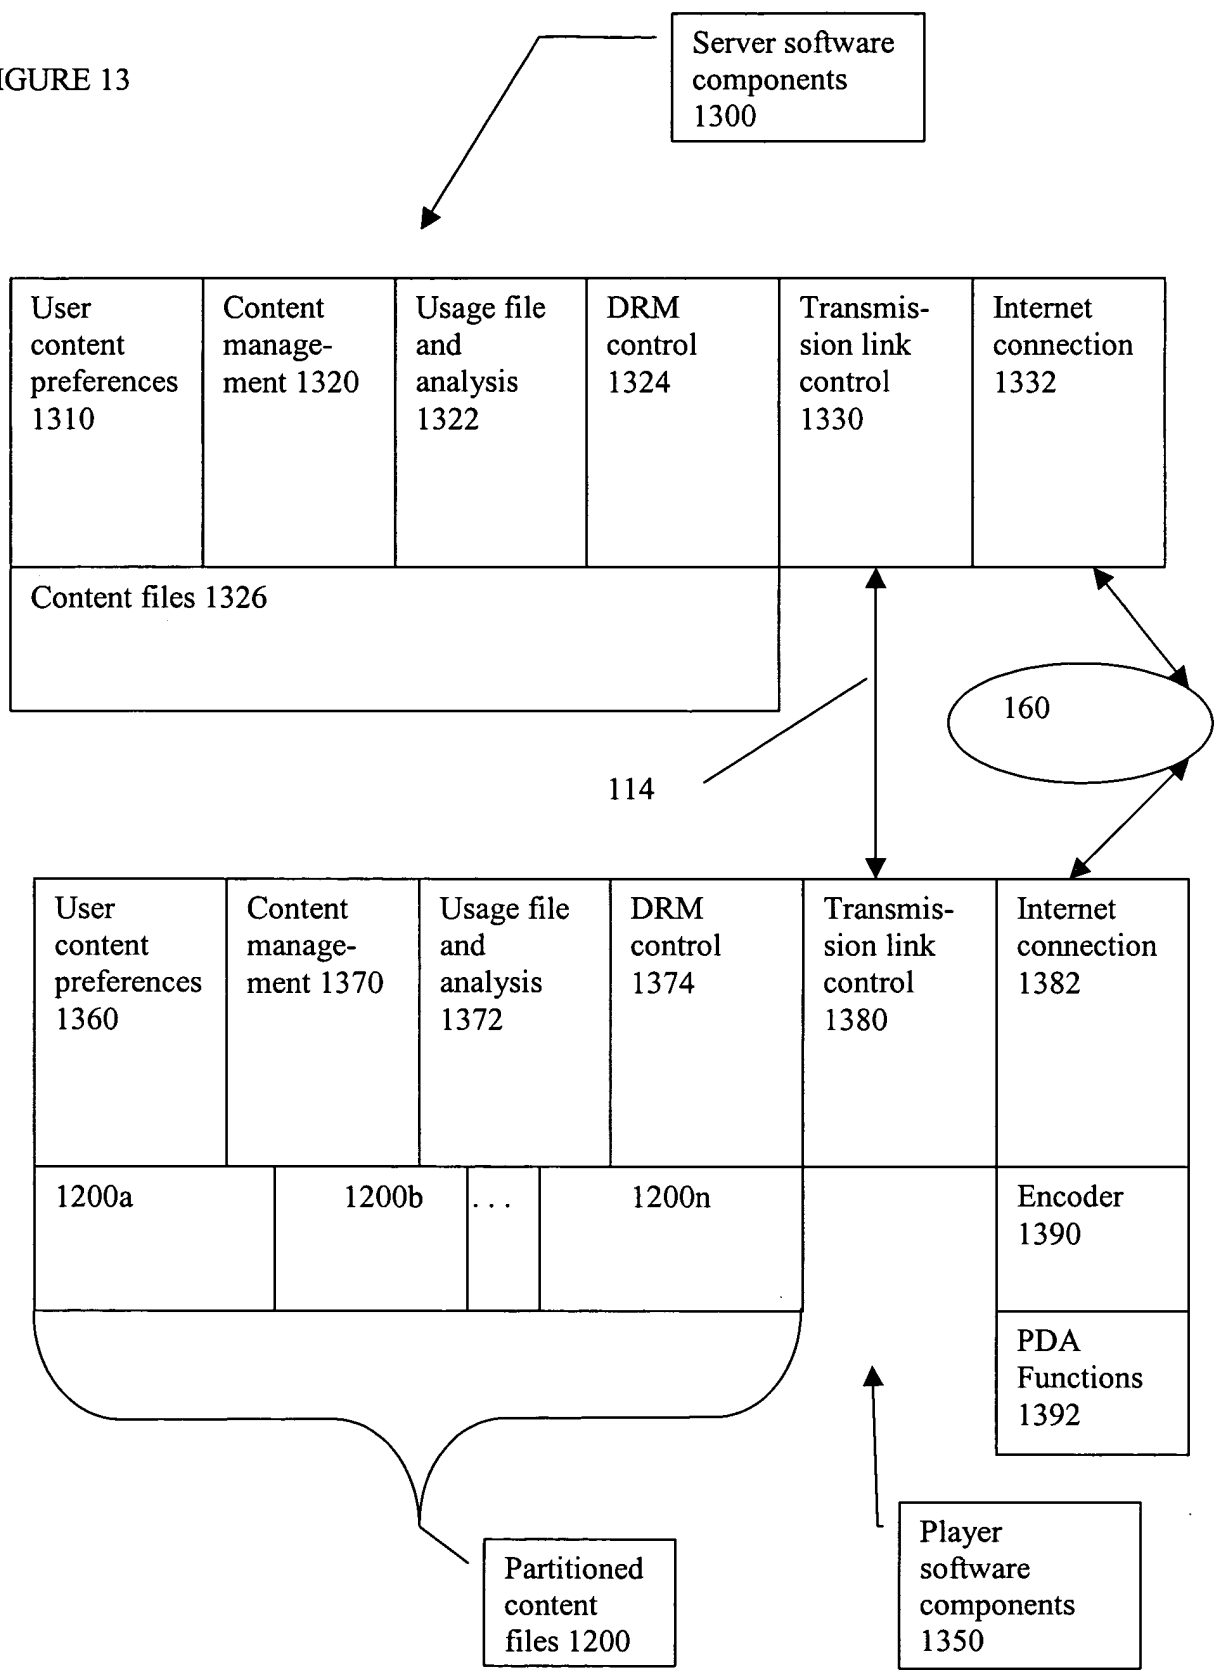 IGURE 13
Server software
components
1300
User
content
preferences
1310
Content
manage-
ment 1320
Usage file
and
analysis
1322
DRM
control
1324
Transmis-
sion link
control
1330
Internet
connection
1332
Content files 1326
160
114
User
content
preferences
1360
Content
manage-
ment 1370
Usage file
and
analysis
1372
DRM
control
1374
Transmis-
sion link
control
1380
Internet
connection
1382
1200a
1200b
. . .
1200n
Encoder
1390
PDA
Functions
1392
Partitioned
content
files 1200
Player
software
components
1350